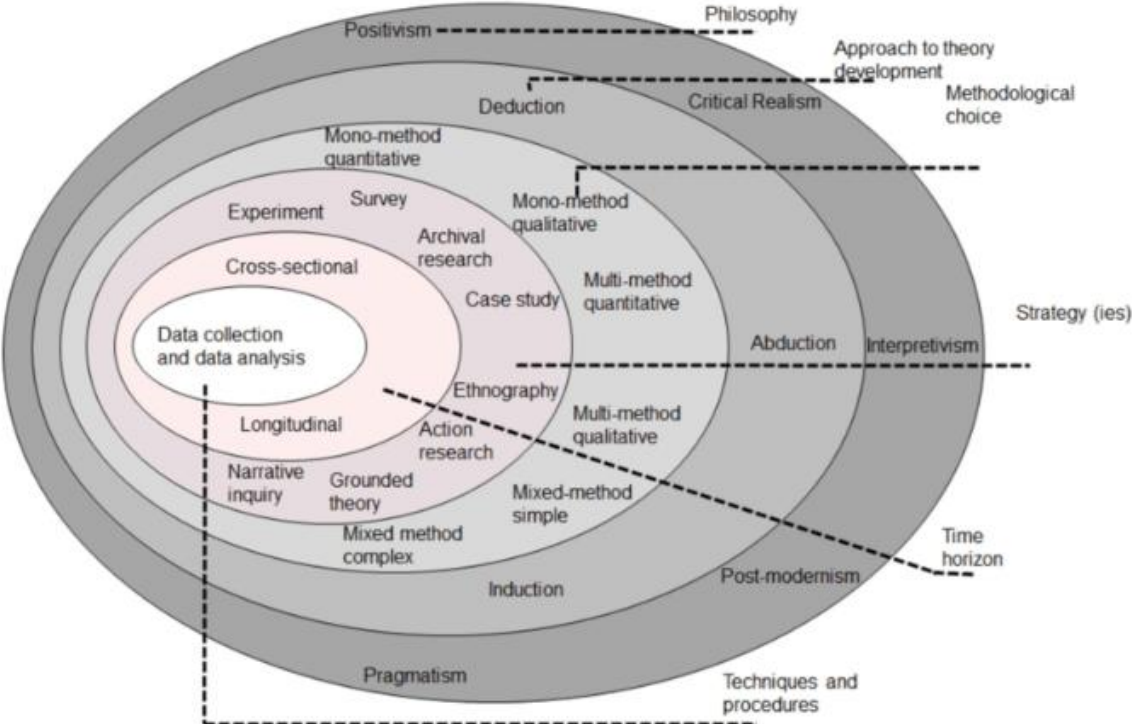 Philosophy
Positivism
Approach to theory
development
Methodological
choice
Critical Realism
Deduction
Mono-method
quantitative
Survey
Experiment
Mono-method
qualitative
Archival
research
Cross-sectional
Multi-method
quantitative
Case study
Strategy (ies)
Data collection
and data analysis
Abduction
Interpretivism
Ethnography
Multi-method
qualitative
Longitudinal
Action
research
Narrative
inquiry
Grounded
theory
Mixed-method
simple
Mixed method
complex
Time
horizon
Post-modernism
Induction
Pragmatism
Techniques and
procedures